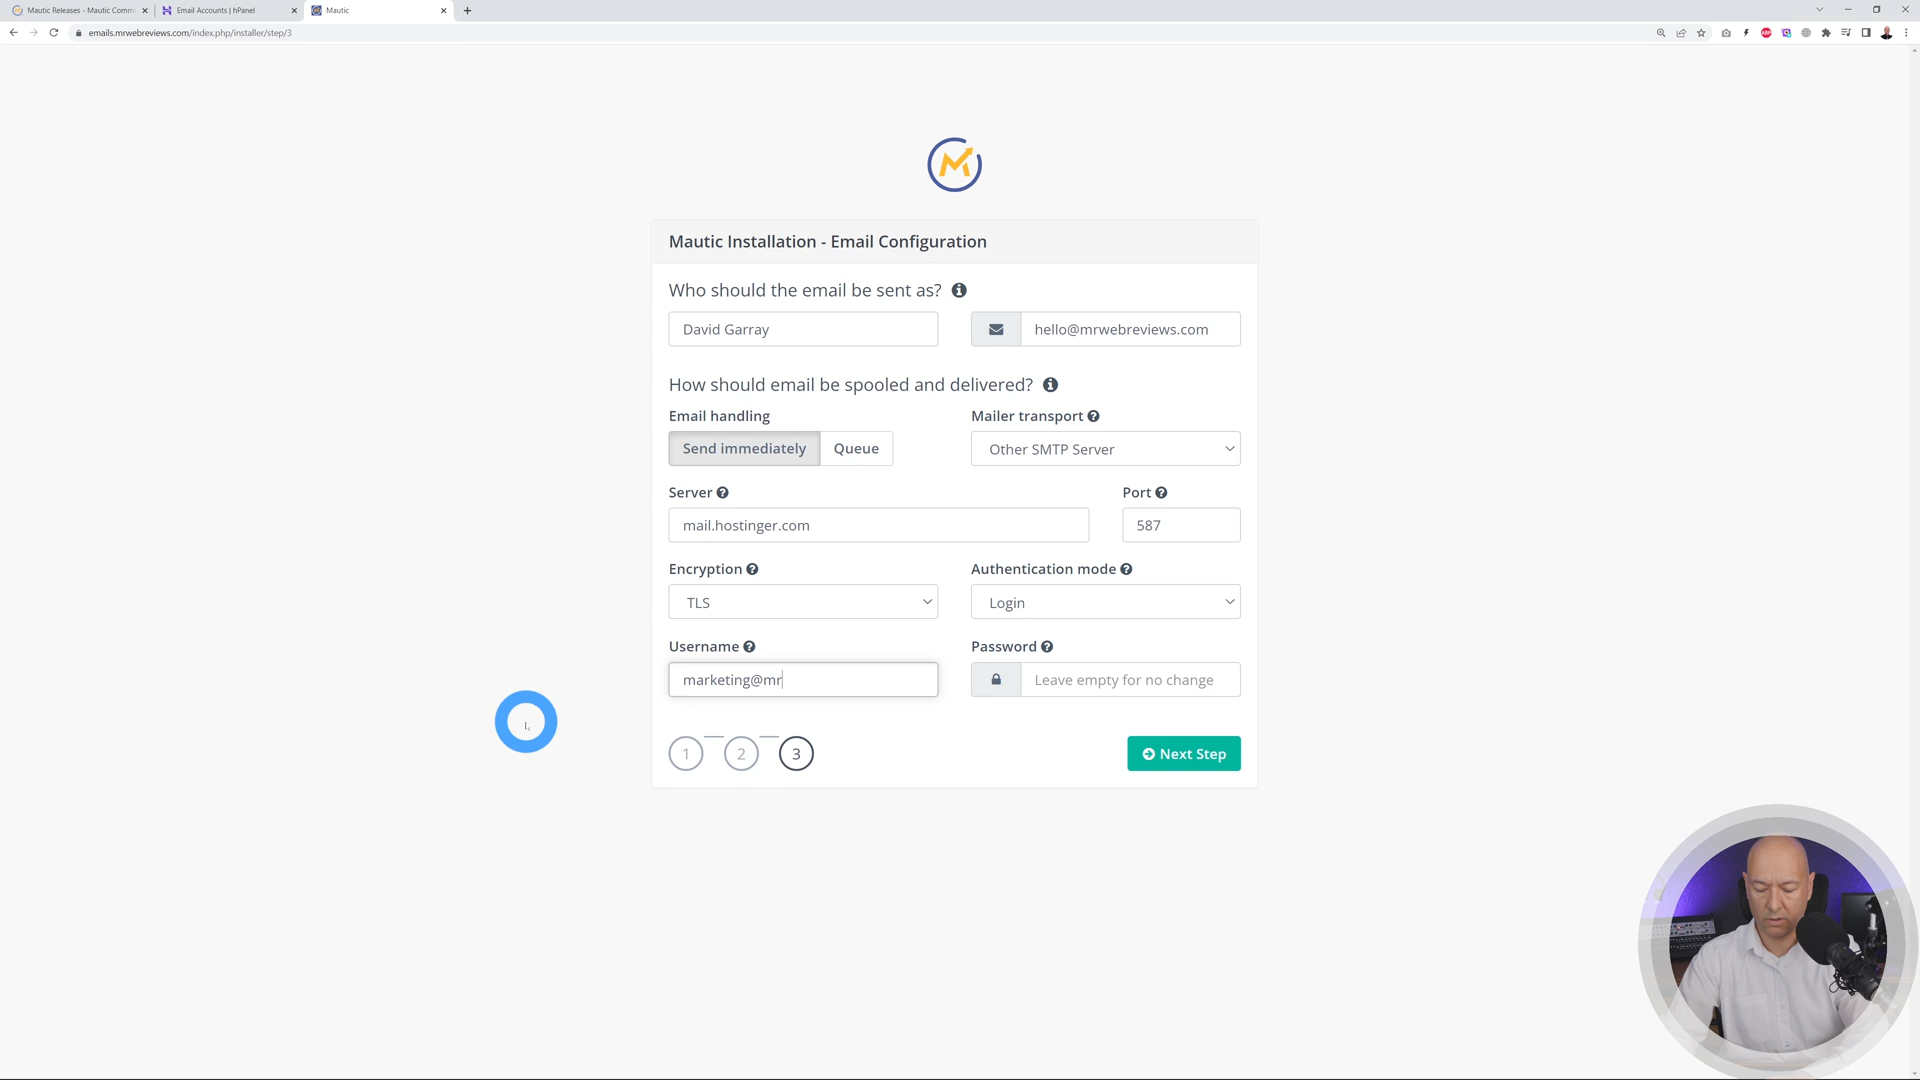 Mautic Releases - Mautic Comm
Email Accounts | hPanel
Mautic
emails.mrwebreviews.com/index.php/installer/step/3
Mautic Installation - Email Configuration
Who should the email be sent as?
David Garray
hello@mrwebreviews.com
How should email be spooled and delivered?
Email handling
Mailer transport
Send immediately
Queue
Other SMTP Server
Server
Port
mail.hostinger.com
587
Encryption
Authentication mode
TLS
Login
Username
Password
marketing@mr
Leave empty for no change
1
2
3
Next Step